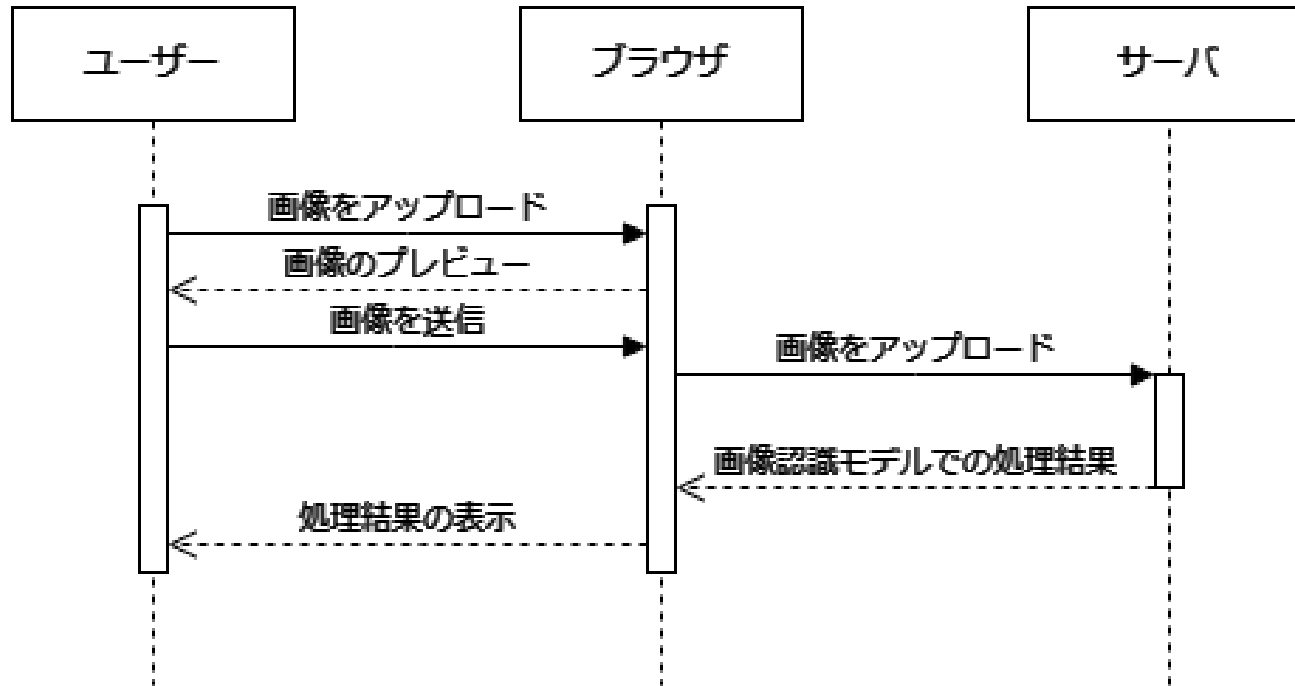 ユーザー
ブラウザ
サーバ
画像をアップロード
画像のプレビュー
画像を送信
画像をアップロード
画像認識モデルでの処理結果
処理結果の表示